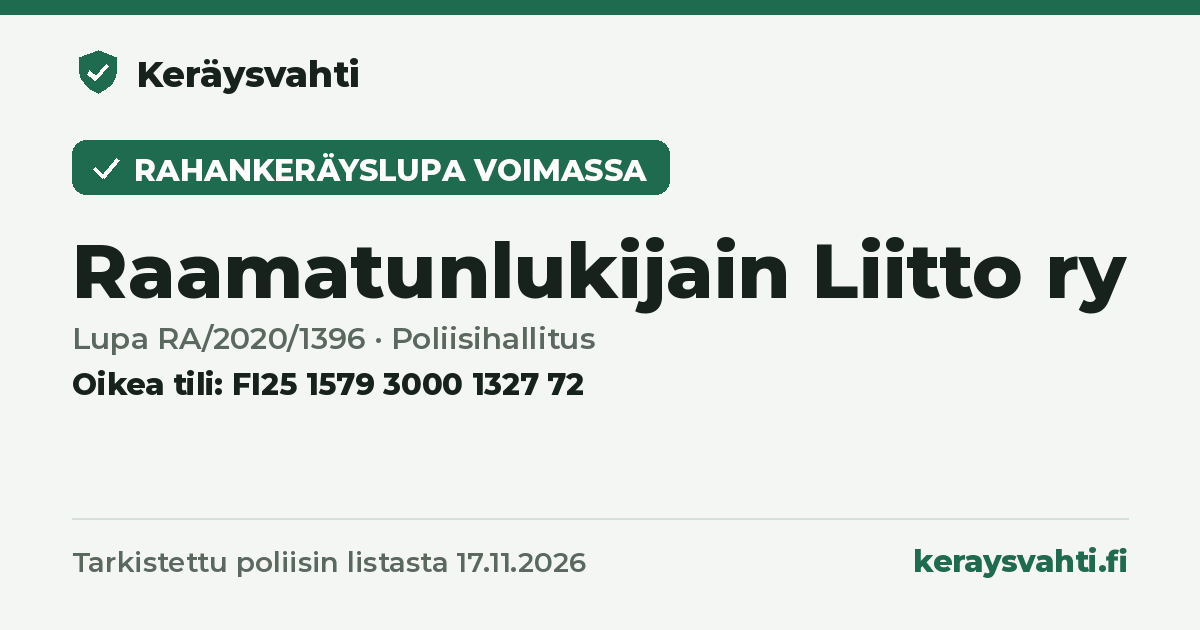 Keräysvahti
RAHANKERÄYSLUPA VOIMASSA
Raamatunlukijain Liitto ry
Lupa RA/2020/1396 · Poliisihallitus
Oikea tili: FI25 1579 3000 1327 72
Tarkistettu poliisin listasta 17.11.2026
keraysvahti.fi